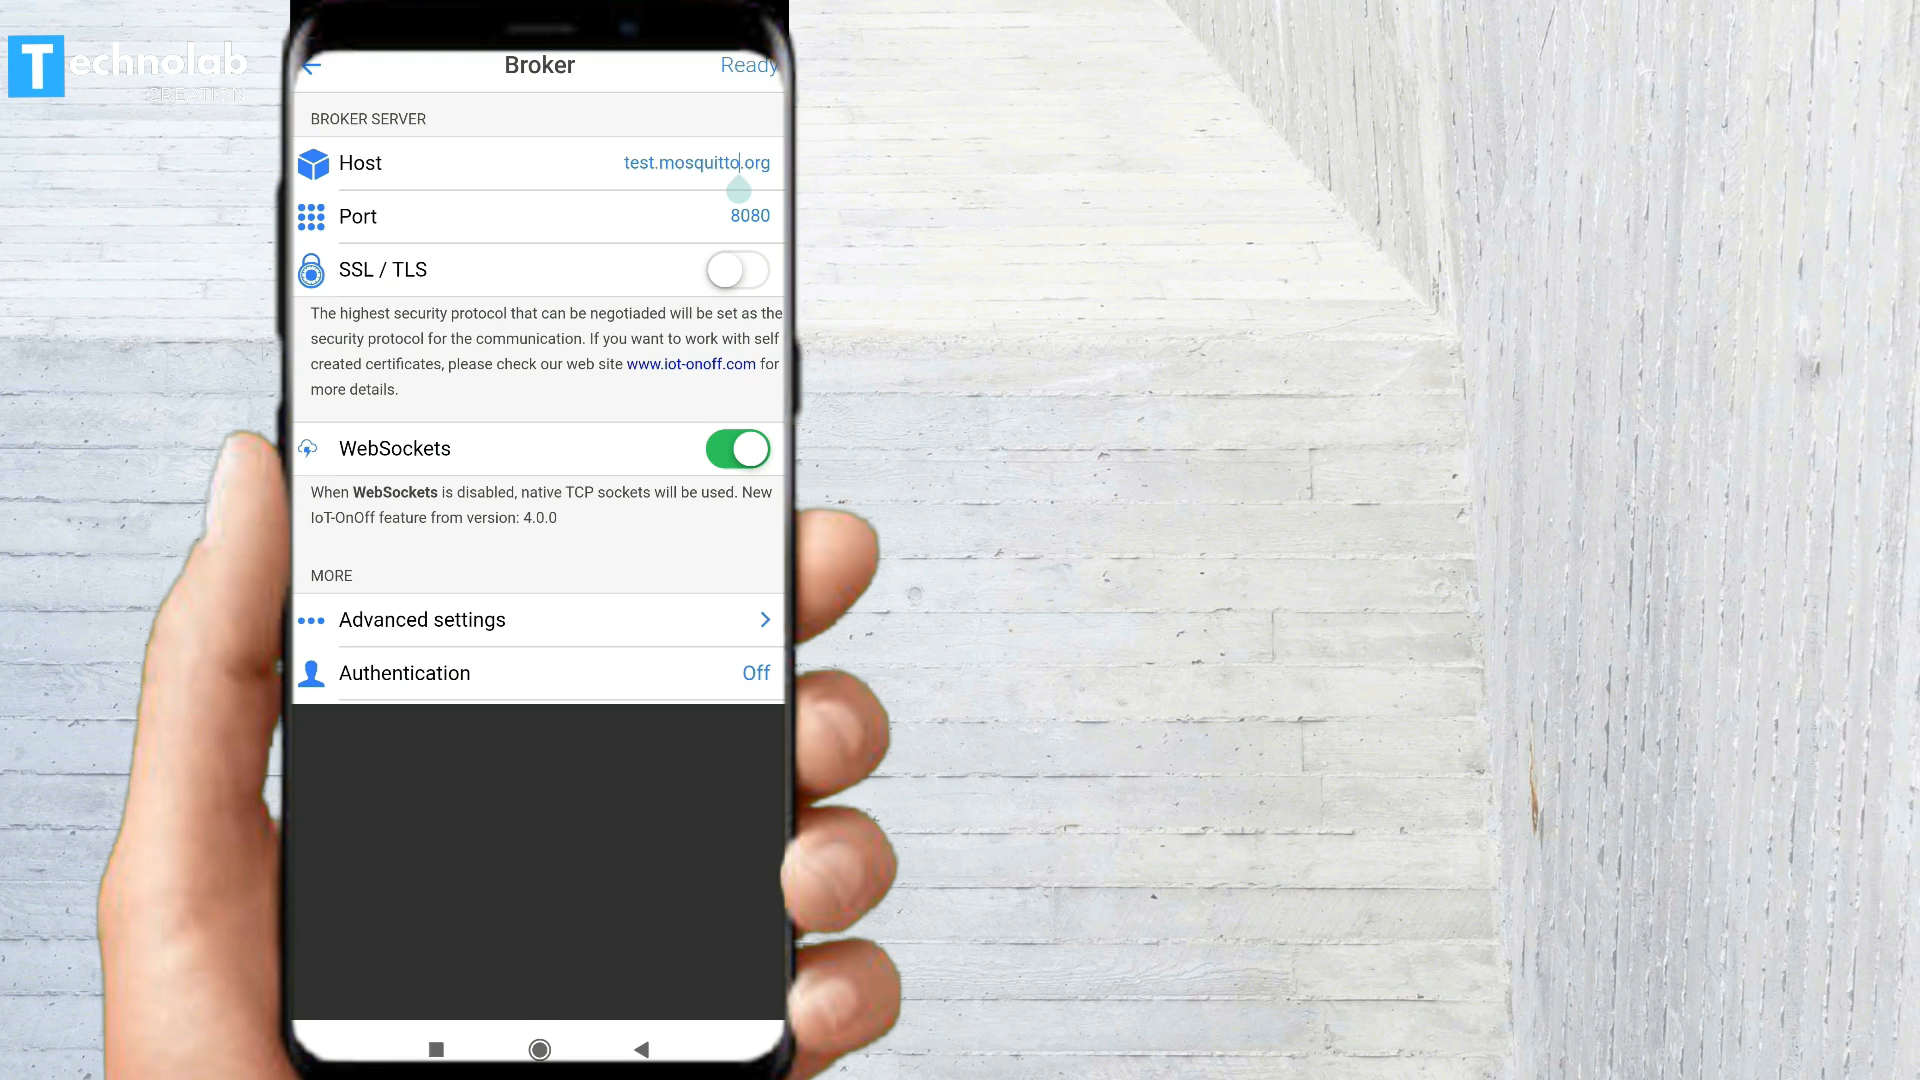 Technolab
CREATION
Broker
Ready
BROKER SERVER
Host
test.mosquitto.org
Port
8080
SSL / TLS
The highest security protocol that can be negotiaded will be set as the
security protocol for the communication. If you want to work with self
created certificates, please check our web site www.iot-onoff.com for
more details.
WebSockets
When WebSockets is disabled, native TCP sockets will be used. New
IoT-OnOff feature from version: 4.0.0
MORE
Advanced settings
Authentication
Off